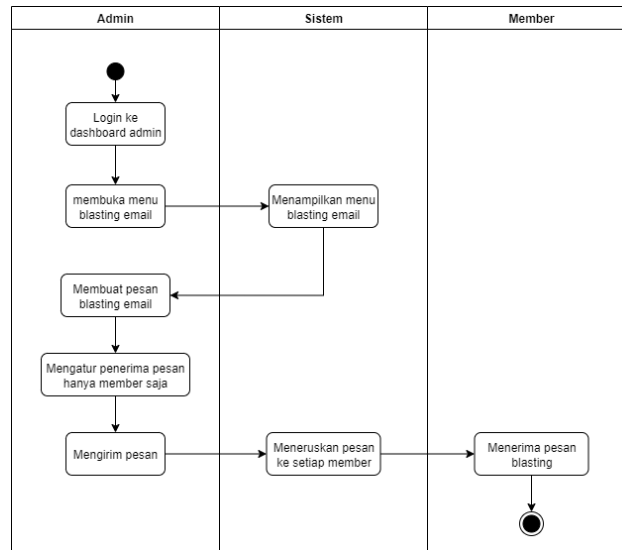 Admin
Sistem
Member
Login ke
dashboard admin
membuka menu
blasting email
Menampilkan menu
blasting email
Membuat pesan
blasting email
Mengatur penerima pesan
hanya member saja
Mengirim pesan
Meneruskan pesan
ke setiap member
Menerima pesan
blasting